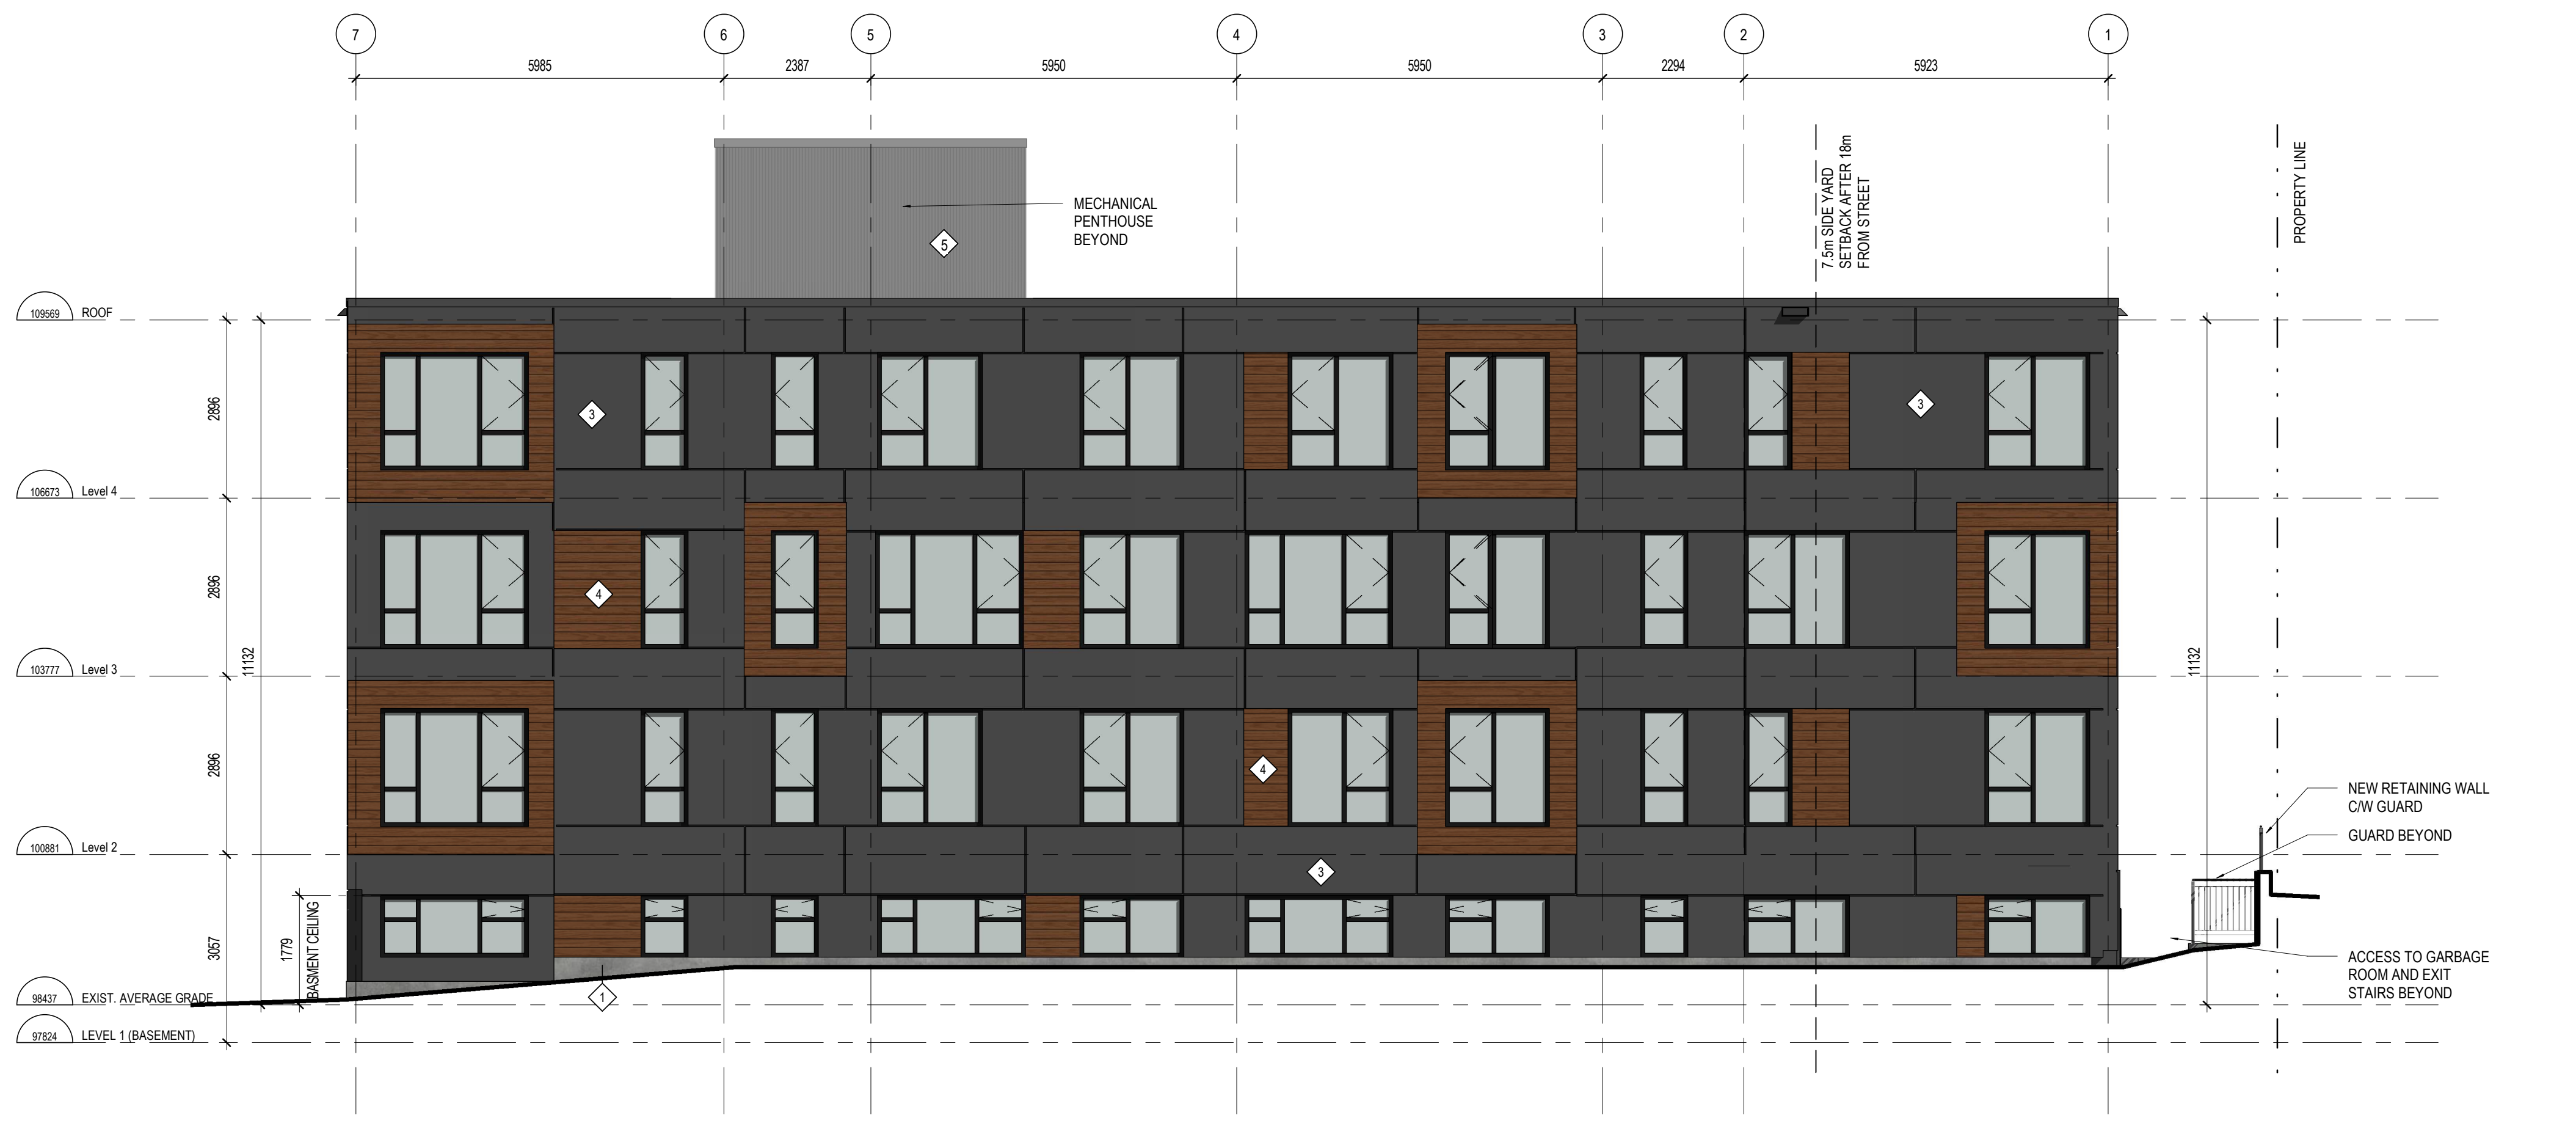 7 6 5 4 3 2 1
5985 2387 5950 5950 2294 5923
MECHANICAL
PENTHOUSE
BEYOND
5
7.5m SIDE YARD
SETBACK AFTER 18m
FROM STREET
PROPERTY LINE
109569 ROOF
2896
3
3
106673 Level 4
2896
4
11132
11132
103777 Level 3
2896
4
NEW RETAINING WALL
C/W GUARD
GUARD BEYOND
100881 Level 2
3
3057
1779
BASMENT CEILING
ACCESS TO GARBAGE
ROOM AND EXIT
STAIRS BEYOND
98437 EXIST. AVERAGE GRADE
1
97824 LEVEL 1 (BASEMENT)